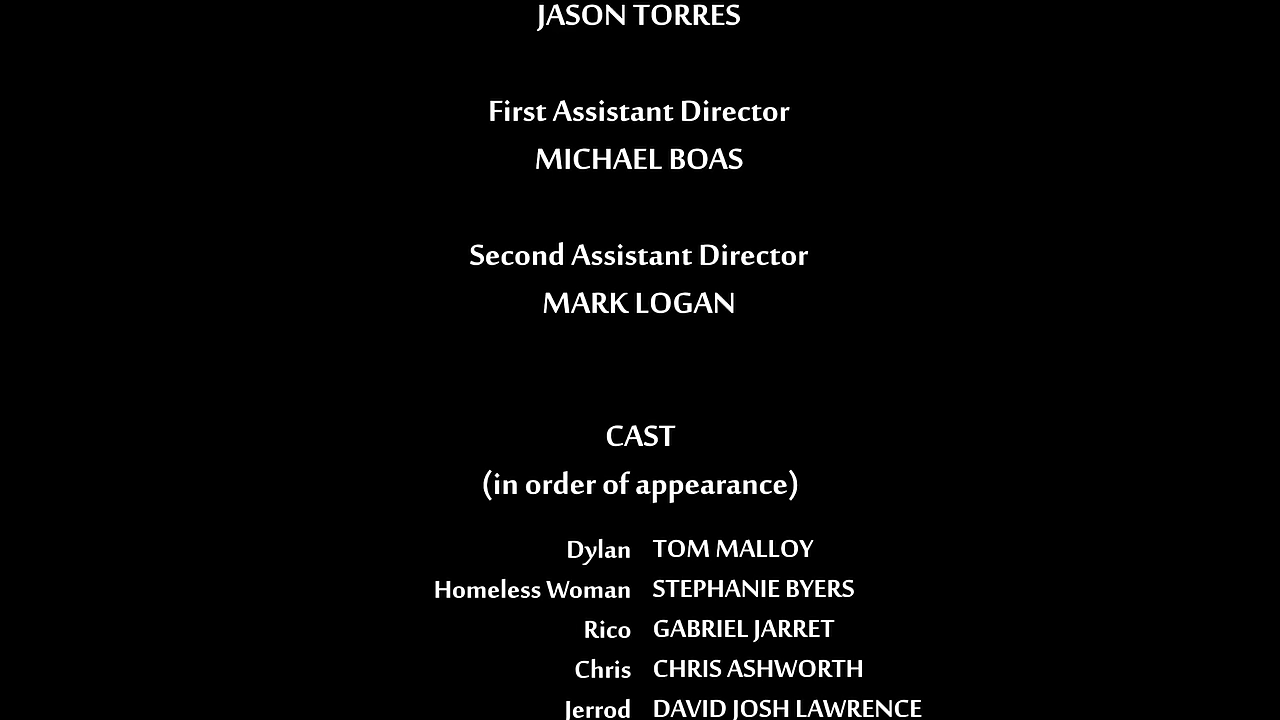 JASON TORRES
First Assistant Director
MICHAEL BOAS
Second Assistant Director
MARK LOGAN
CAST
(in order of appearance)
Dylan TOM MALLOY
Homeless Woman STEPHANIE BYERS
Rico GABRIEL JARRET
Chris CHRIS ASHWORTH
Jerrod DAVID JOSH LAWRENCE